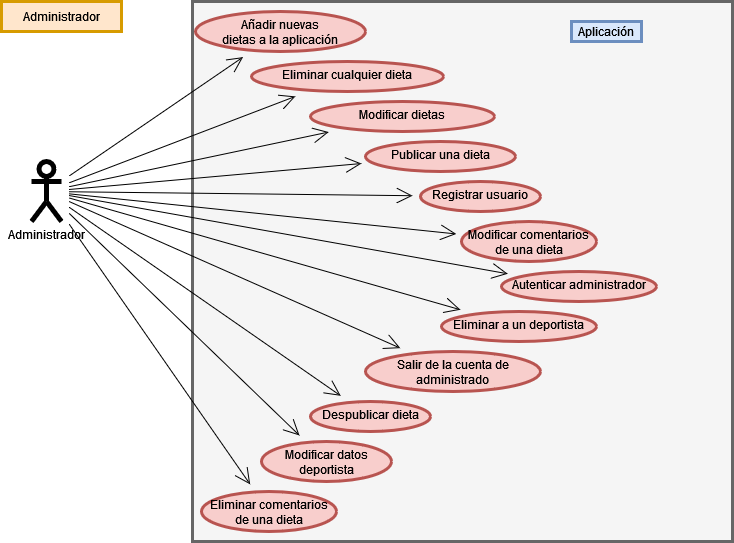 Administrador
Aplicación
Añadir nuevas
dietas a la aplicación
Eliminar cualquier dieta
Modificar dietas
Publicar una dieta
Registrar usuario
Administrador
Modificar comentarios
de una dieta
Autenticar administrador
Eliminar a un deportista
Salir de la cuenta de
administrado
Despublicar dieta
Modificar datos
deportista
Eliminar comentarios
de una dieta